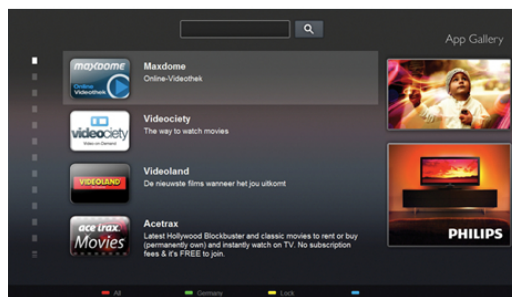 App Gallery
maxdome
Online
Videothek
Maxdome
Online-Videothek
videociety
Video on Demand
Videociety
The way to watch movies
VIDEOLAND
Videoland
De nieuwste films wanneer het jou uitkomt
ace trax.
Movies
Acetrax
Latest Hollywood Blockbuster and classic movies to rent or buy
(permanently own) and instantly watch on TV. No subscription
fees & it's FREE to join.
PHILIPS
All
Germany
Lock